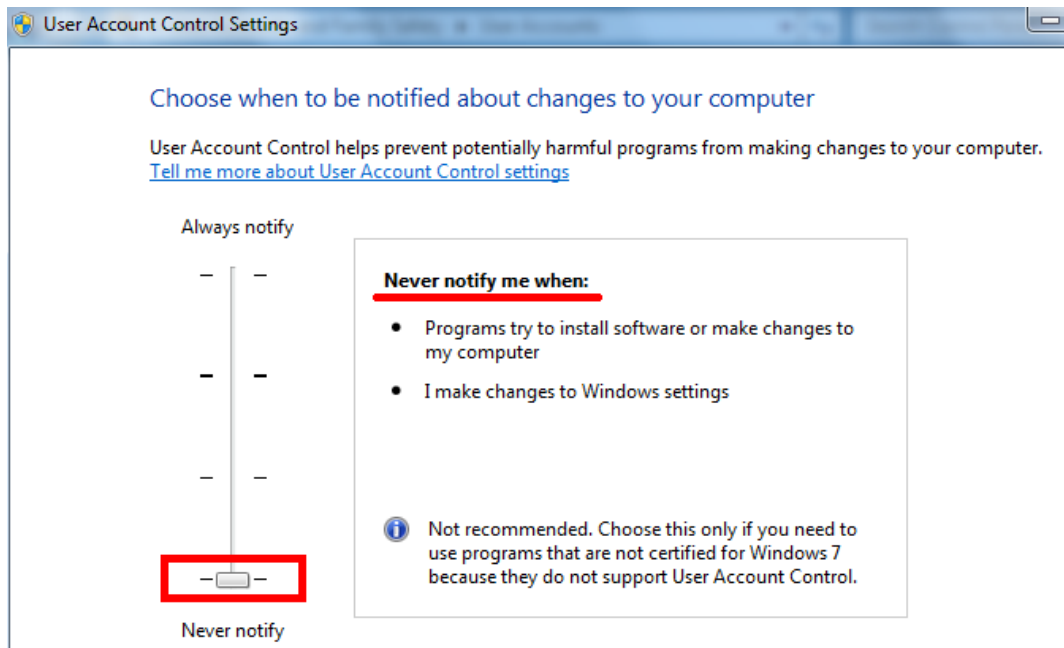 User Account Control Settings
Choose when to be notified about changes to your computer
User Account Control helps prevent potentially harmful programs from making changes to your computer.
Tell me more about User Account Control settings
Always notify
Never notify me when:
• Programs try to install software or make changes to
my computer
• I make changes to Windows settings
Not recommended. Choose this only if you need to
use programs that are not certified for Windows 7
because they do not support User Account Control.
Never notify